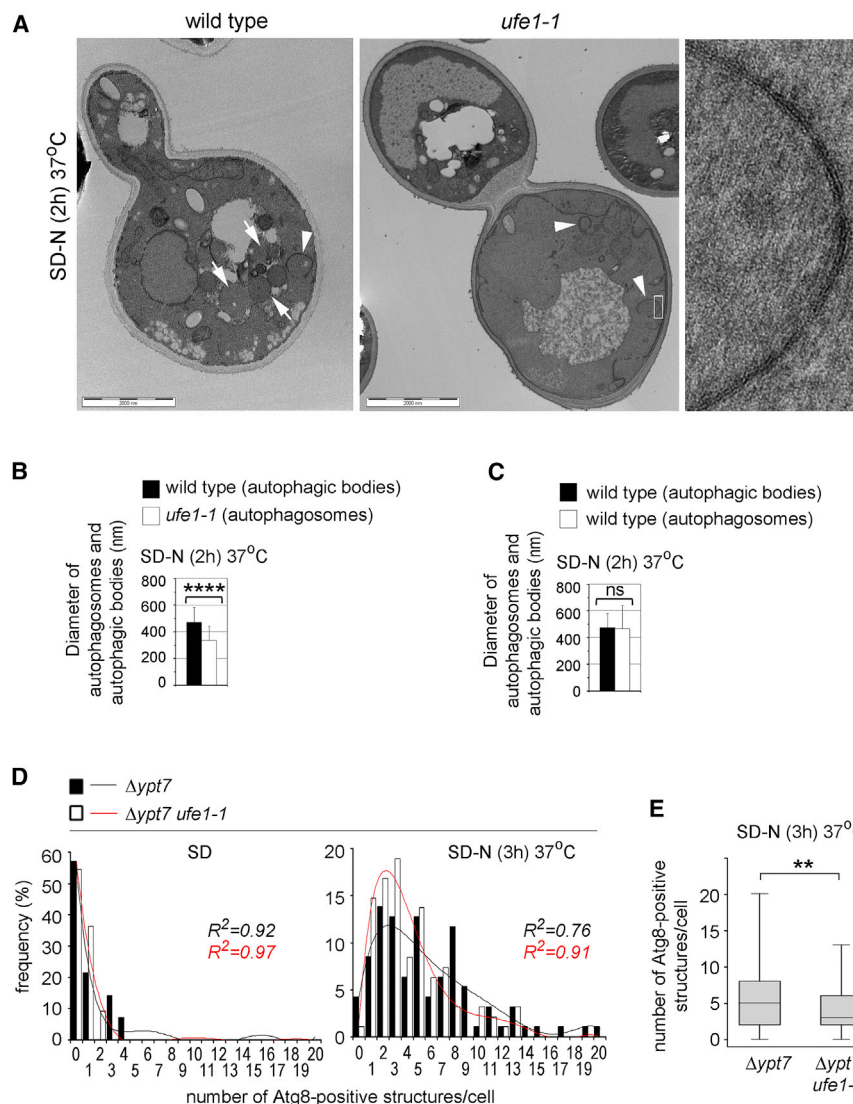 A
wild type
ufe1-1
SD-N (2h) 37°C
2000 nm
2000 nm
B
wild type (autophagic bodies)
ufe1-1 (autophagosomes)
SD-N (2h) 37°C
Diameter of
autophagosomes and
autophagic bodies (nm)
800
600
400
200
0
****
C
wild type (autophagic bodies)
wild type (autophagosomes)
SD-N (2h) 37°C
Diameter of
autophagosomes and
autophagic bodies (nm)
800
600
400
200
0
ns
D
Δypt7
Δypt7 ufe1-1
SD
frequency (%)
60
50
40
30
20
10
0
R²=0.92
R²=0.97
0 2 4 6 8 10 12 14 16 18 20
1 3 5 7 9 11 13 15 17 19
SD-N (3h) 37°C
20
15
10
5
0
R²=0.76
R²=0.91
0 2 4 6 8 10 12 14 16 18 20
1 3 5 7 9 11 13 15 17 19
number of Atg8-positive structures/cell
E
SD-N (3h) 37°
**
number of Atg8-positive
structures/cell
20
15
10
5
0
Δypt7
Δypt
ufe1-